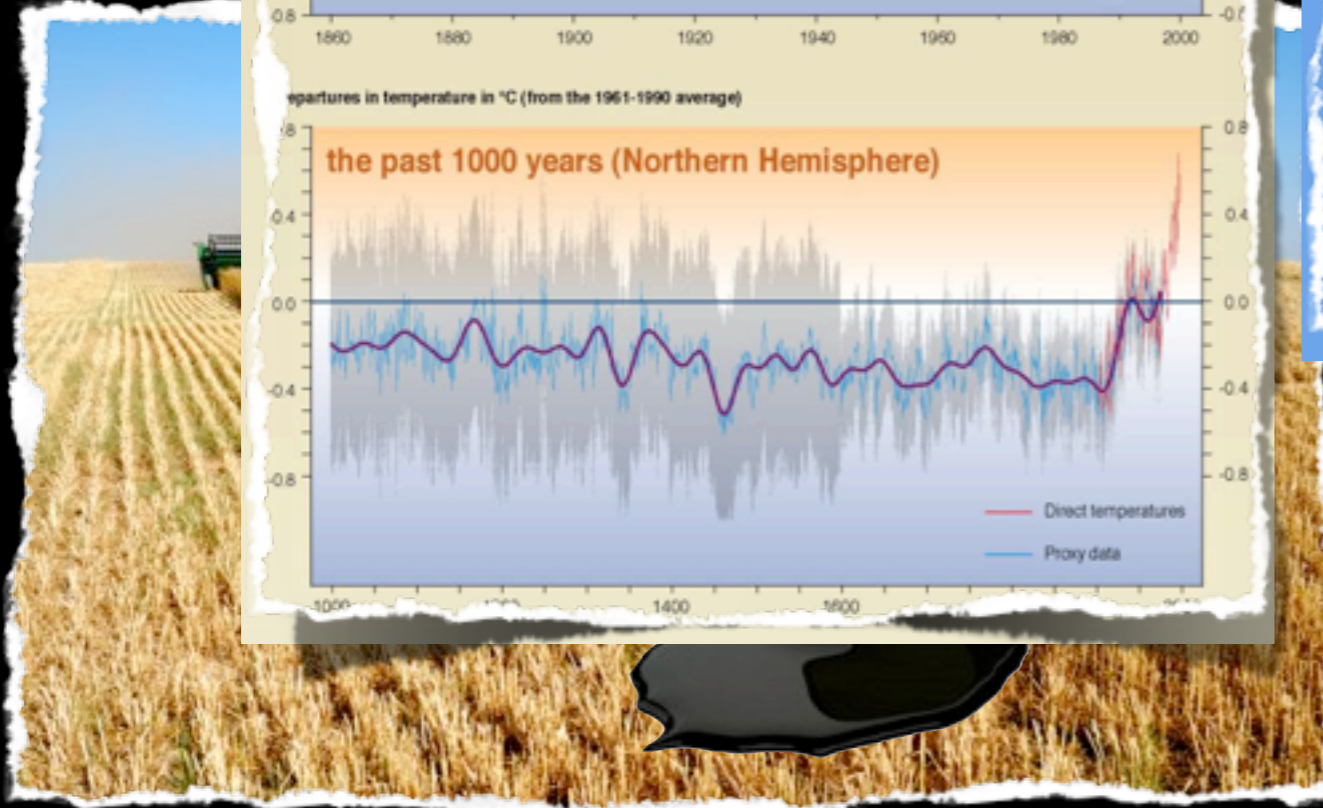 -0.8
1860 1880 1900 1920 1940 1960 1980 2000
epartures in temperature in °C (from the 1961-1990 average)
0.8
the past 1000 years (Northern Hemisphere)
0.4 0.4
0.0 0.0
-0.4 -0.4
-0.8 -0.8
Direct temperatures
Proxy data
1000 1400 1600